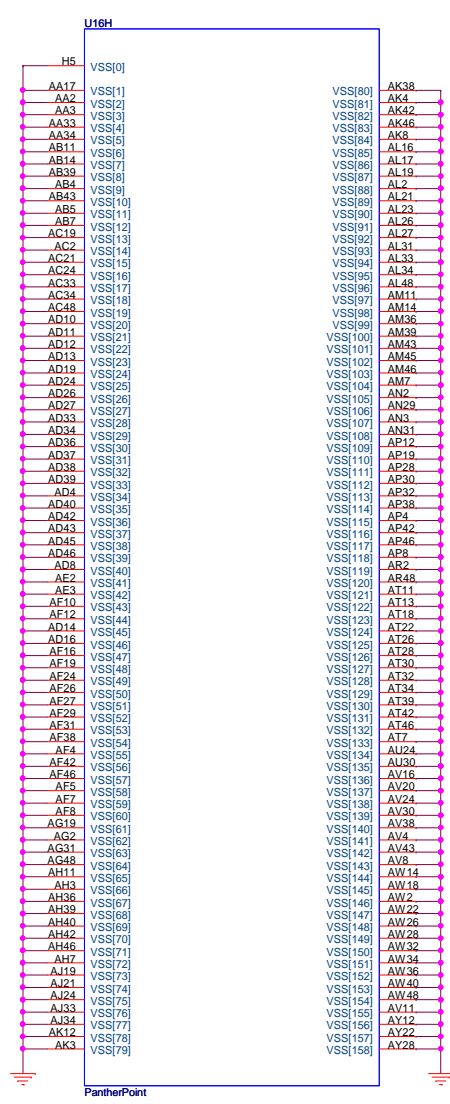 U16H
H5 VSS[0]
AA17 VSS[1]
AA2 VSS[2]
AA3 VSS[3]
AA33 VSS[4]
AA34 VSS[5]
AB11 VSS[6]
AB14 VSS[7]
AB39 VSS[8]
AB4 VSS[9]
AB43 VSS[10]
AB5 VSS[11]
AB7 VSS[12]
AC19 VSS[13]
AC2 VSS[14]
AC21 VSS[15]
AC24 VSS[16]
AC33 VSS[17]
AC34 VSS[18]
AC48 VSS[19]
AD10 VSS[20]
AD11 VSS[21]
AD12 VSS[22]
AD13 VSS[23]
AD19 VSS[24]
AD24 VSS[25]
AD26 VSS[26]
AD27 VSS[27]
AD33 VSS[28]
AD34 VSS[29]
AD36 VSS[30]
AD37 VSS[31]
AD38 VSS[32]
AD39 VSS[33]
AD4 VSS[34]
AD40 VSS[35]
AD42 VSS[36]
AD43 VSS[37]
AD45 VSS[38]
AD46 VSS[39]
AD8 VSS[40]
AE2 VSS[41]
AE3 VSS[42]
AF10 VSS[43]
AF12 VSS[44]
AD14 VSS[45]
AD16 VSS[46]
AF16 VSS[47]
AF19 VSS[48]
AF24 VSS[49]
AF26 VSS[50]
AF27 VSS[51]
AF29 VSS[52]
AF31 VSS[53]
AF38 VSS[54]
AF4 VSS[55]
AF42 VSS[56]
AF46 VSS[57]
AF5 VSS[58]
AF7 VSS[59]
AF8 VSS[60]
AG19 VSS[61]
AG2 VSS[62]
AG31 VSS[63]
AG48 VSS[64]
AH11 VSS[65]
AH3 VSS[66]
AH36 VSS[67]
AH39 VSS[68]
AH40 VSS[69]
AH42 VSS[70]
AH46 VSS[71]
AH7 VSS[72]
AJ19 VSS[73]
AJ21 VSS[74]
AJ24 VSS[75]
AJ33 VSS[76]
AJ34 VSS[77]
AK12 VSS[78]
AK3 VSS[79]
VSS[80] AK38
VSS[81] AK4
VSS[82] AK42
VSS[83] AK46
VSS[84] AK8
VSS[85] AL16
VSS[86] AL17
VSS[87] AL19
VSS[88] AL2
VSS[89] AL21
VSS[90] AL23
VSS[91] AL26
VSS[92] AL27
VSS[93] AL31
VSS[94] AL33
VSS[95] AL34
VSS[96] AL48
VSS[97] AM11
VSS[98] AM14
VSS[99] AM36
VSS[100] AM39
VSS[101] AM43
VSS[102] AM45
VSS[103] AM46
VSS[104] AM7
VSS[105] AN2
VSS[106] AN29
VSS[107] AN3
VSS[108] AN31
VSS[109] AP12
VSS[110] AP19
VSS[111] AP28
VSS[112] AP30
VSS[113] AP32
VSS[114] AP38
VSS[115] AP4
VSS[116] AP42
VSS[117] AP46
VSS[118] AP8
VSS[119] AR2
VSS[120] AR48
VSS[121] AT11
VSS[122] AT13
VSS[123] AT18
VSS[124] AT22
VSS[125] AT26
VSS[126] AT28
VSS[127] AT30
VSS[128] AT32
VSS[129] AT34
VSS[130] AT39
VSS[131] AT42
VSS[132] AT46
VSS[133] AT7
VSS[134] AU24
VSS[135] AU30
VSS[136] AV16
VSS[137] AV20
VSS[138] AV24
VSS[139] AV30
VSS[140] AV38
VSS[141] AV4
VSS[142] AV43
VSS[143] AV8
VSS[144] AW14
VSS[145] AW18
VSS[146] AW2
VSS[147] AW22
VSS[148] AW26
VSS[149] AW28
VSS[150] AW32
VSS[151] AW34
VSS[152] AW36
VSS[153] AW40
VSS[154] AW48
VSS[155] AV11
VSS[156] AY12
VSS[157] AY22
VSS[158] AY28
PantherPoint